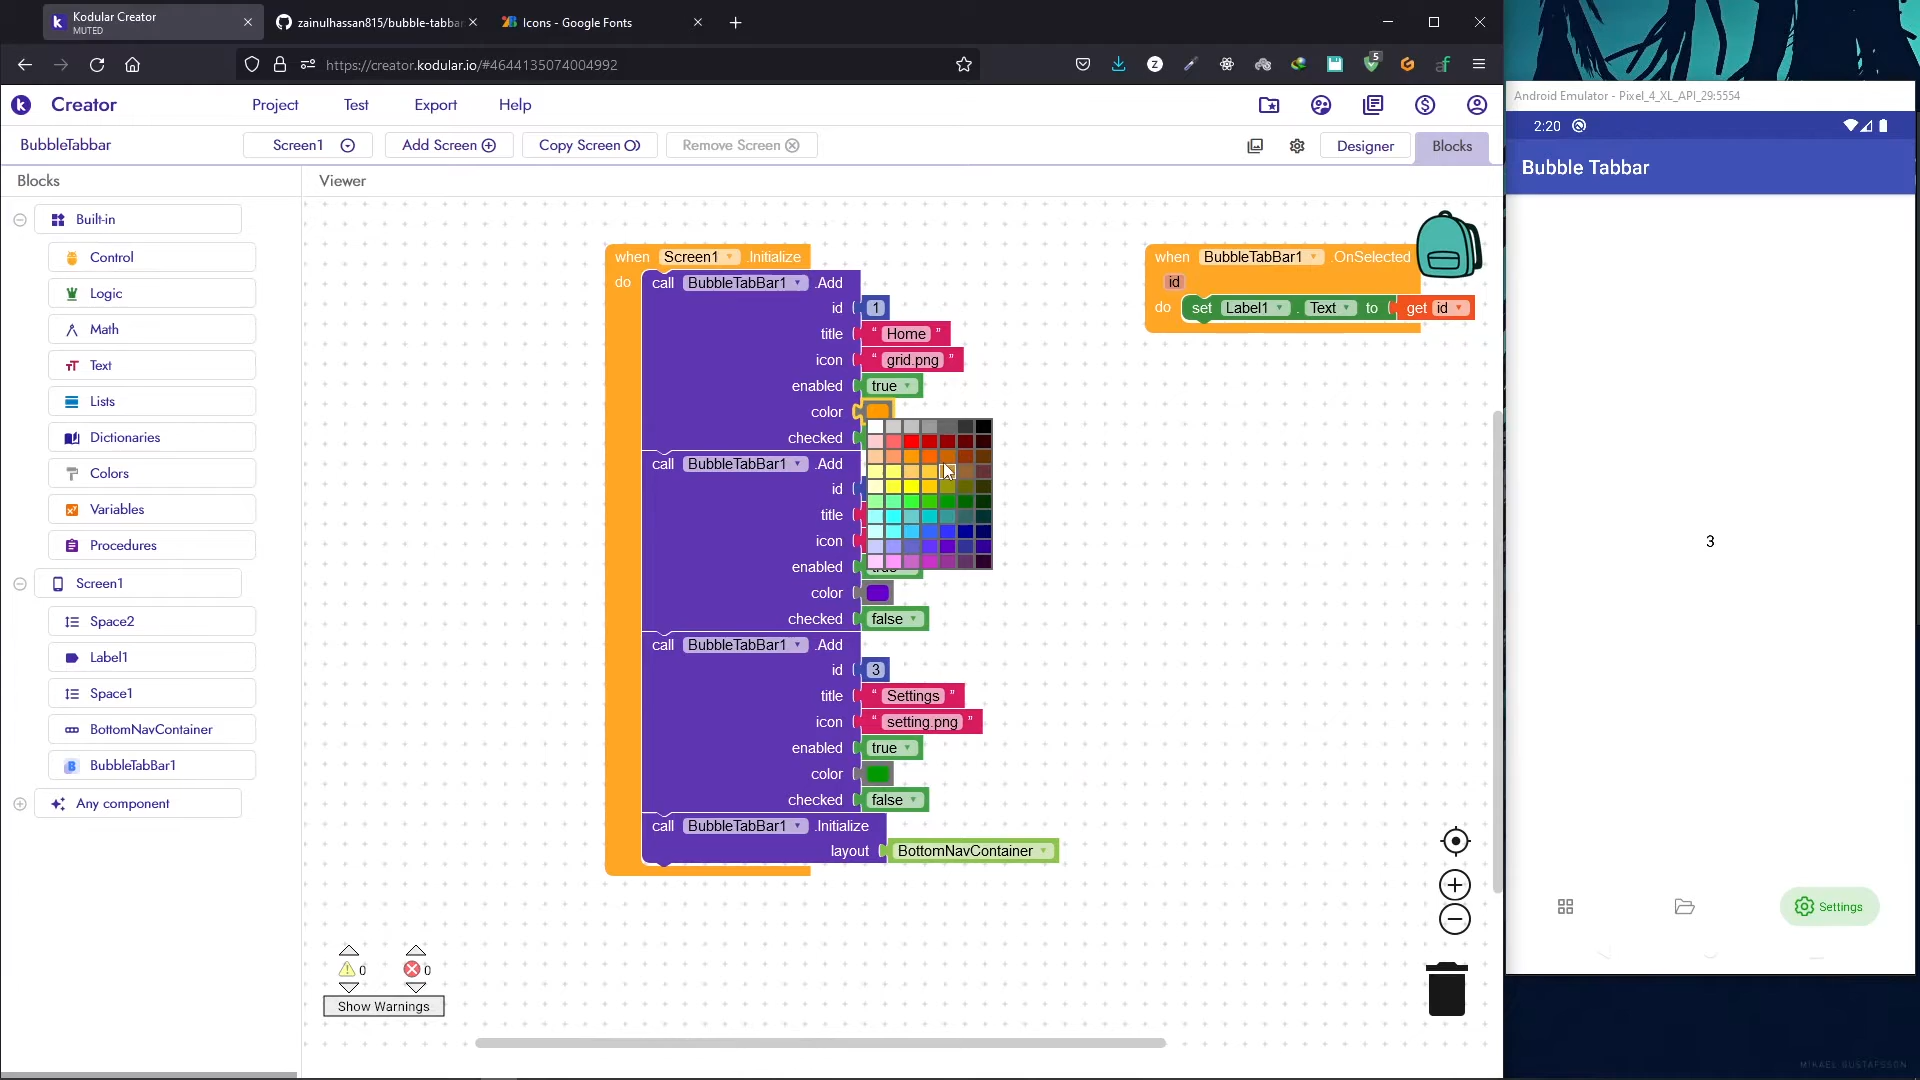 Kodular Creator
MUTED
zainulhassan815/bubble-tabbar
Icons - Google Fonts
https://creator.kodular.io/#4644135074004992
5
Android Emulator - Pixel_4_XL_API_29:5554
Creator
Project
Test
Export
Help
2:20
BubbleTabbar
Screen1
Add Screen
Copy Screen
Remove Screen
Designer
Blocks
Bubble Tabbar
Blocks
Viewer
Built-in
Control
Logic
Math
Text
Lists
Dictionaries
Colors
Variables
Procedures
Screen1
Space2
Label1
Space1
BottomNavContainer
BubbleTabBar1
Any component
when Screen1 .Initialize
do call BubbleTabBar1 .Add
id 1
title “ Home ”
icon “ grid.png ”
enabled true
color
checked
call BubbleTabBar1 .Add
id
title
icon
enabled true
color
checked false
call BubbleTabBar1 .Add
id 3
title “ Settings ”
icon “ setting.png ”
enabled true
color
checked false
call BubbleTabBar1 .Initialize
layout BottomNavContainer
when BubbleTabBar1 .OnSelected
id
do set Label1 . Text to get id
0
0
Show Warnings
3
Settings
MIKAEL GUSTAFSSON